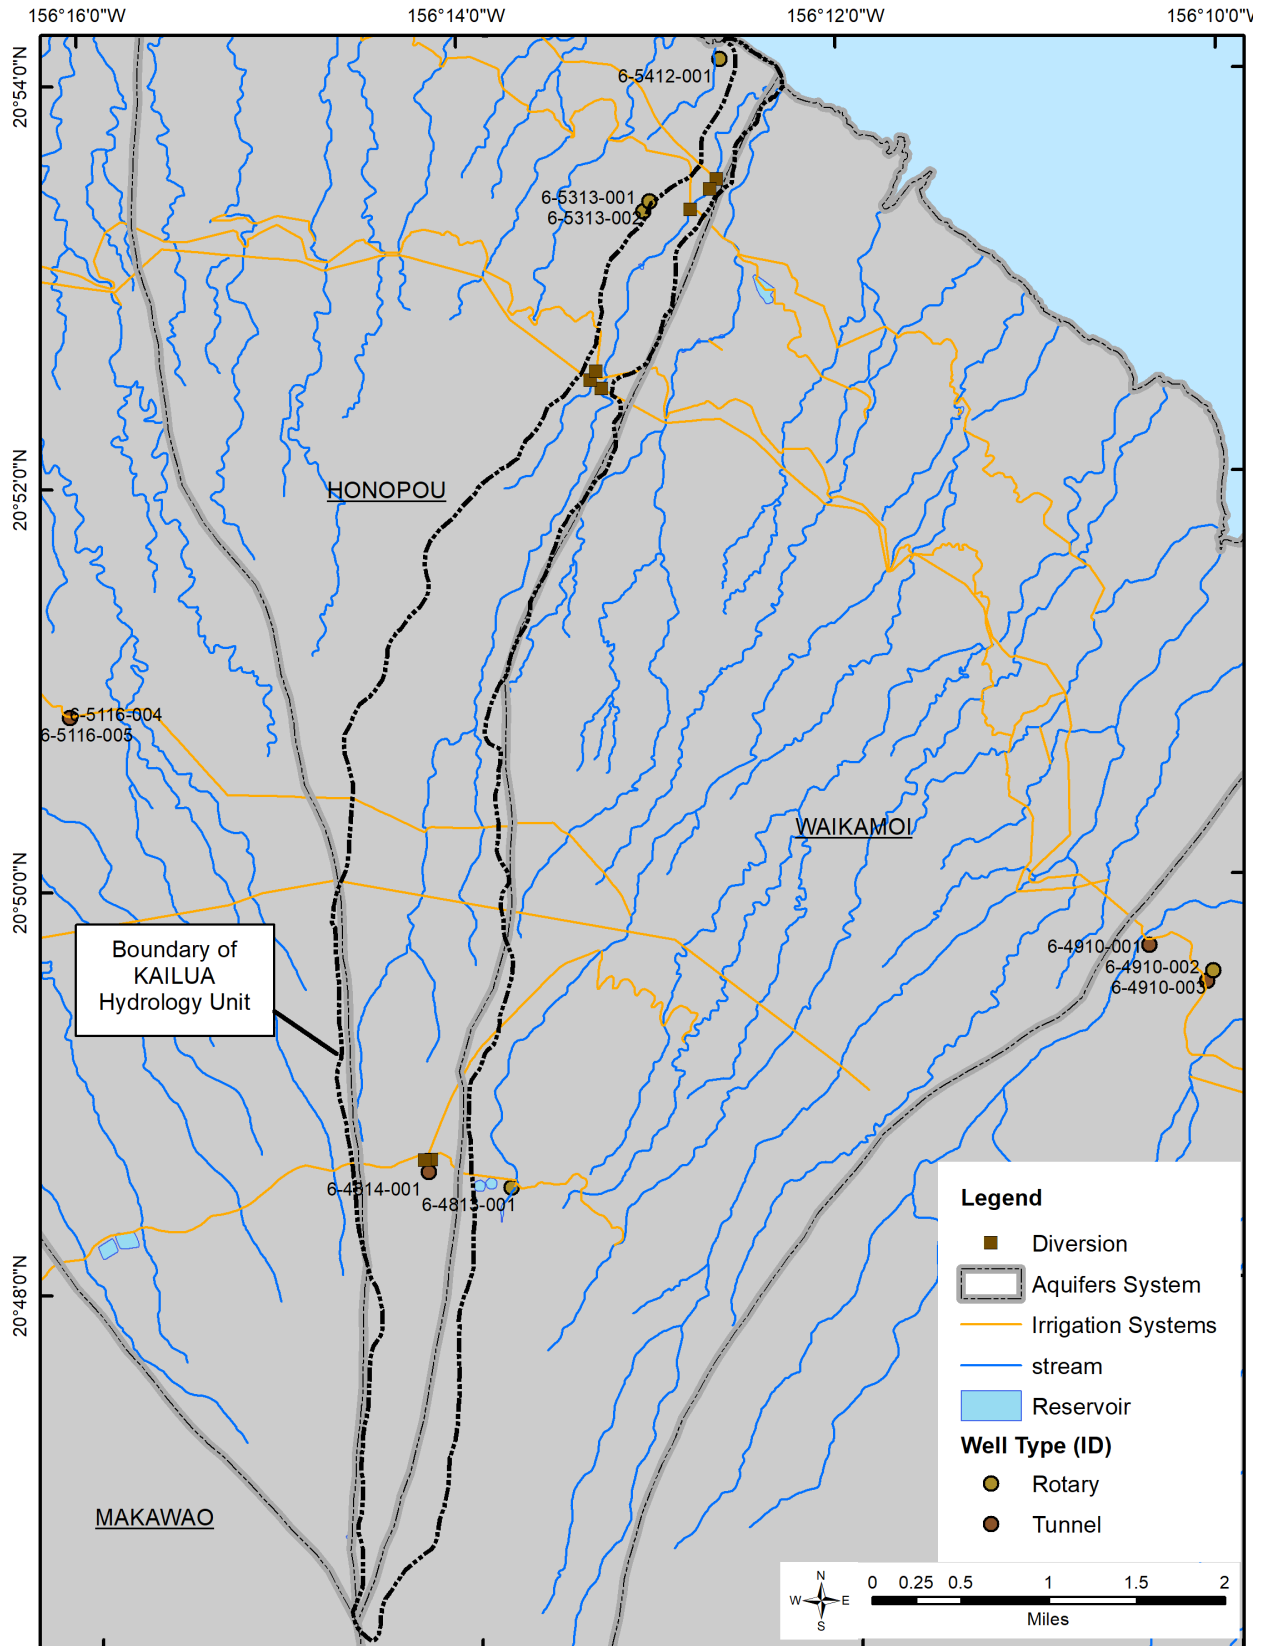 156°16'0"W
156°14'0"W
156°12'0"W
156°10'0"W
20°54'0"N
6-5412-001
6-5313-001
6-5313-002
20°52'0"N
HONOPOU
6-5116-004
6-5116-005
WAIKAMOI
20°50'0"N
Boundary of
KAILUA
Hydrology Unit
6-4910-001
6-4910-002
6-4910-003
6-4814-001
6-4813-001
20°48'0"N
MAKAWAO
Legend
Diversion
Aquifers System
Irrigation Systems
stream
Reservoir
Well Type (ID)
Rotary
Tunnel
N
W E
S
0 0.25 0.5 1 1.5 2
Miles